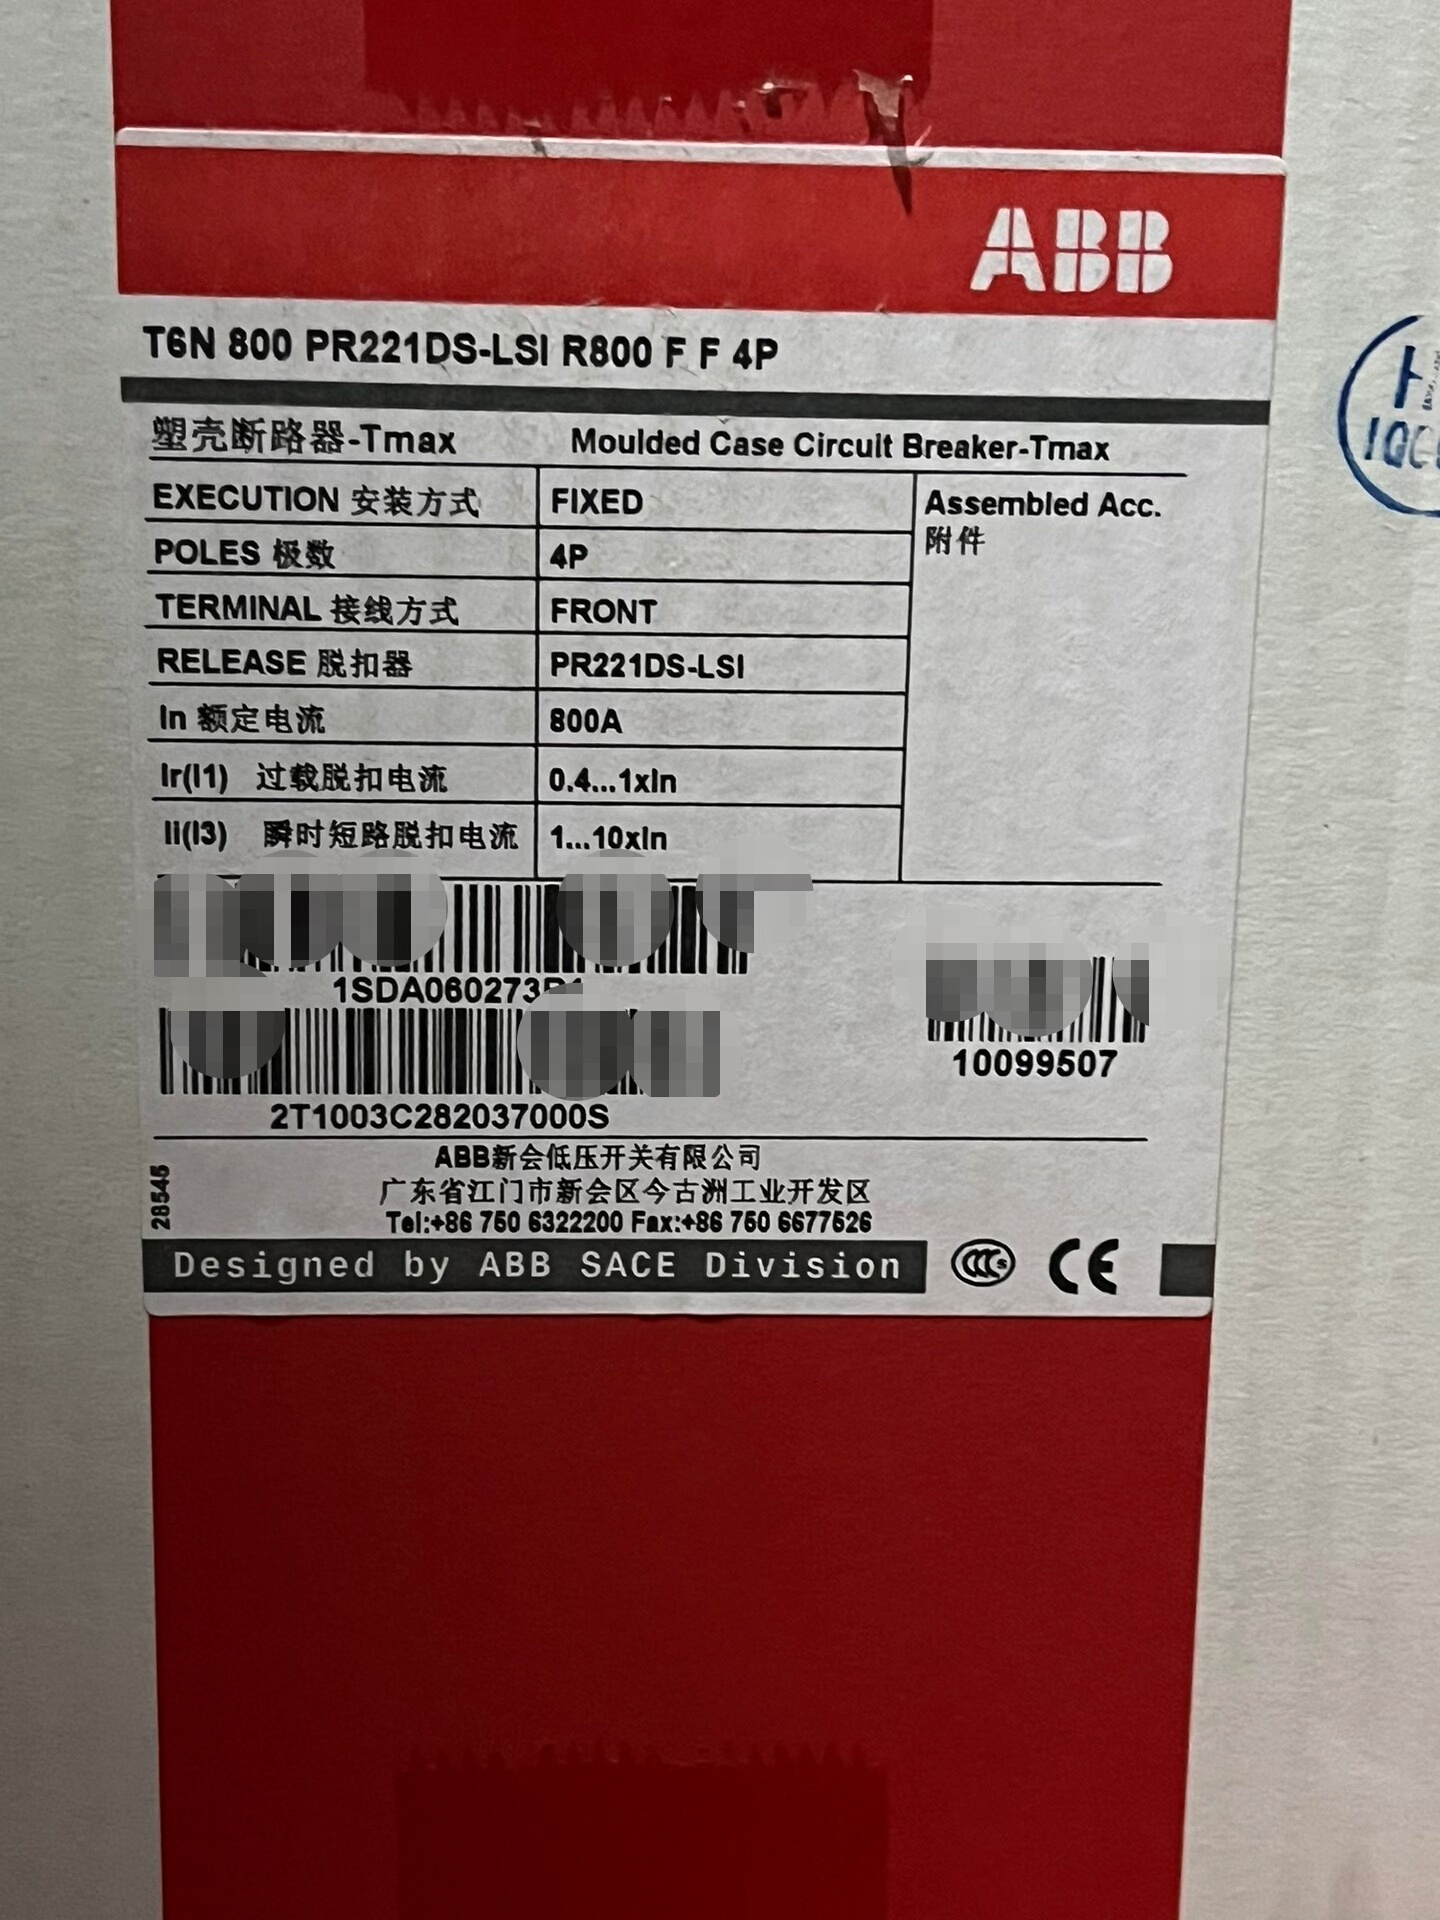 ABB
T6N 800 PR221DS-LSI R800 F F 4P
塑壳断路器-Tmax Moulded Case Circuit Breaker-Tmax
EXECUTION 安装方式 FIXED
Assembled Acc.
附件
POLES 极数 4P
TERMINAL 接线方式 FRONT
RELEASE 脱扣器 PR221DS-LSI
In 额定电流 800A
Ir(I1) 过载脱扣电流 0.4...1xIn
Ii(I3) 瞬时短路脱扣电流 1...10xIn
10099507
2T1003C282037000S
ABB新会低压开关有限公司
广东省江门市新会区今古洲工业开发区
Tel:+86 750 6322200 Fax:+86 750 6677526
28545
Designed by ABB SACE Division
CCC S CE